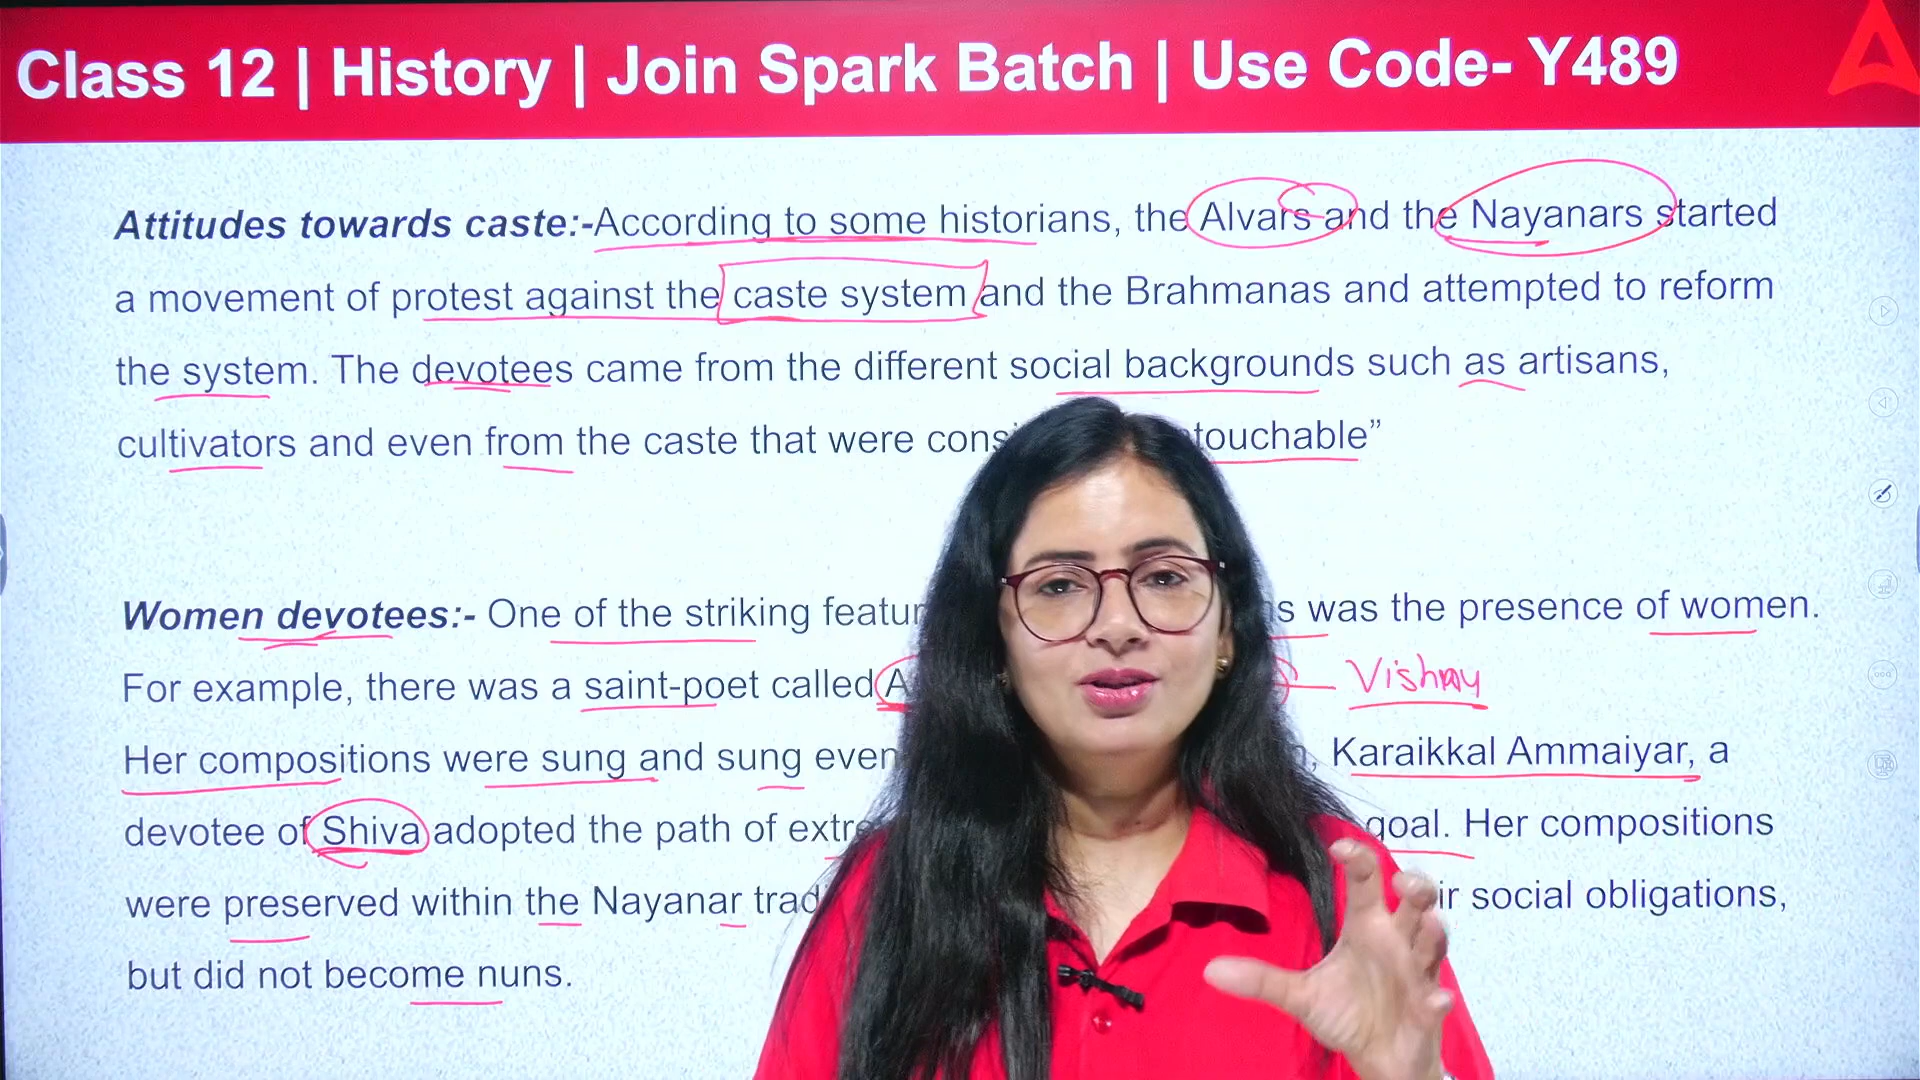 Class 12 | History | Join Spark Batch | Use Code- Y489
Attitudes towards caste:-According to some historians, the Alvars and the Nayanars started
a movement of protest against the caste system and the Brahmanas and attempted to reform
the system. The devotees came from the different social backgrounds such as artisans,
cultivators and even from the caste that were touchable”
Women devotees:- One of the striking was the presence of women.
For example, there was a saint-poet called Vishnu
Her compositions were sung and sung even Karaikkal Ammaiyar, a
devotee of Shiva adopted the path of goal. Her compositions
were preserved within the Nayanar social obligations,
but did not become nuns.